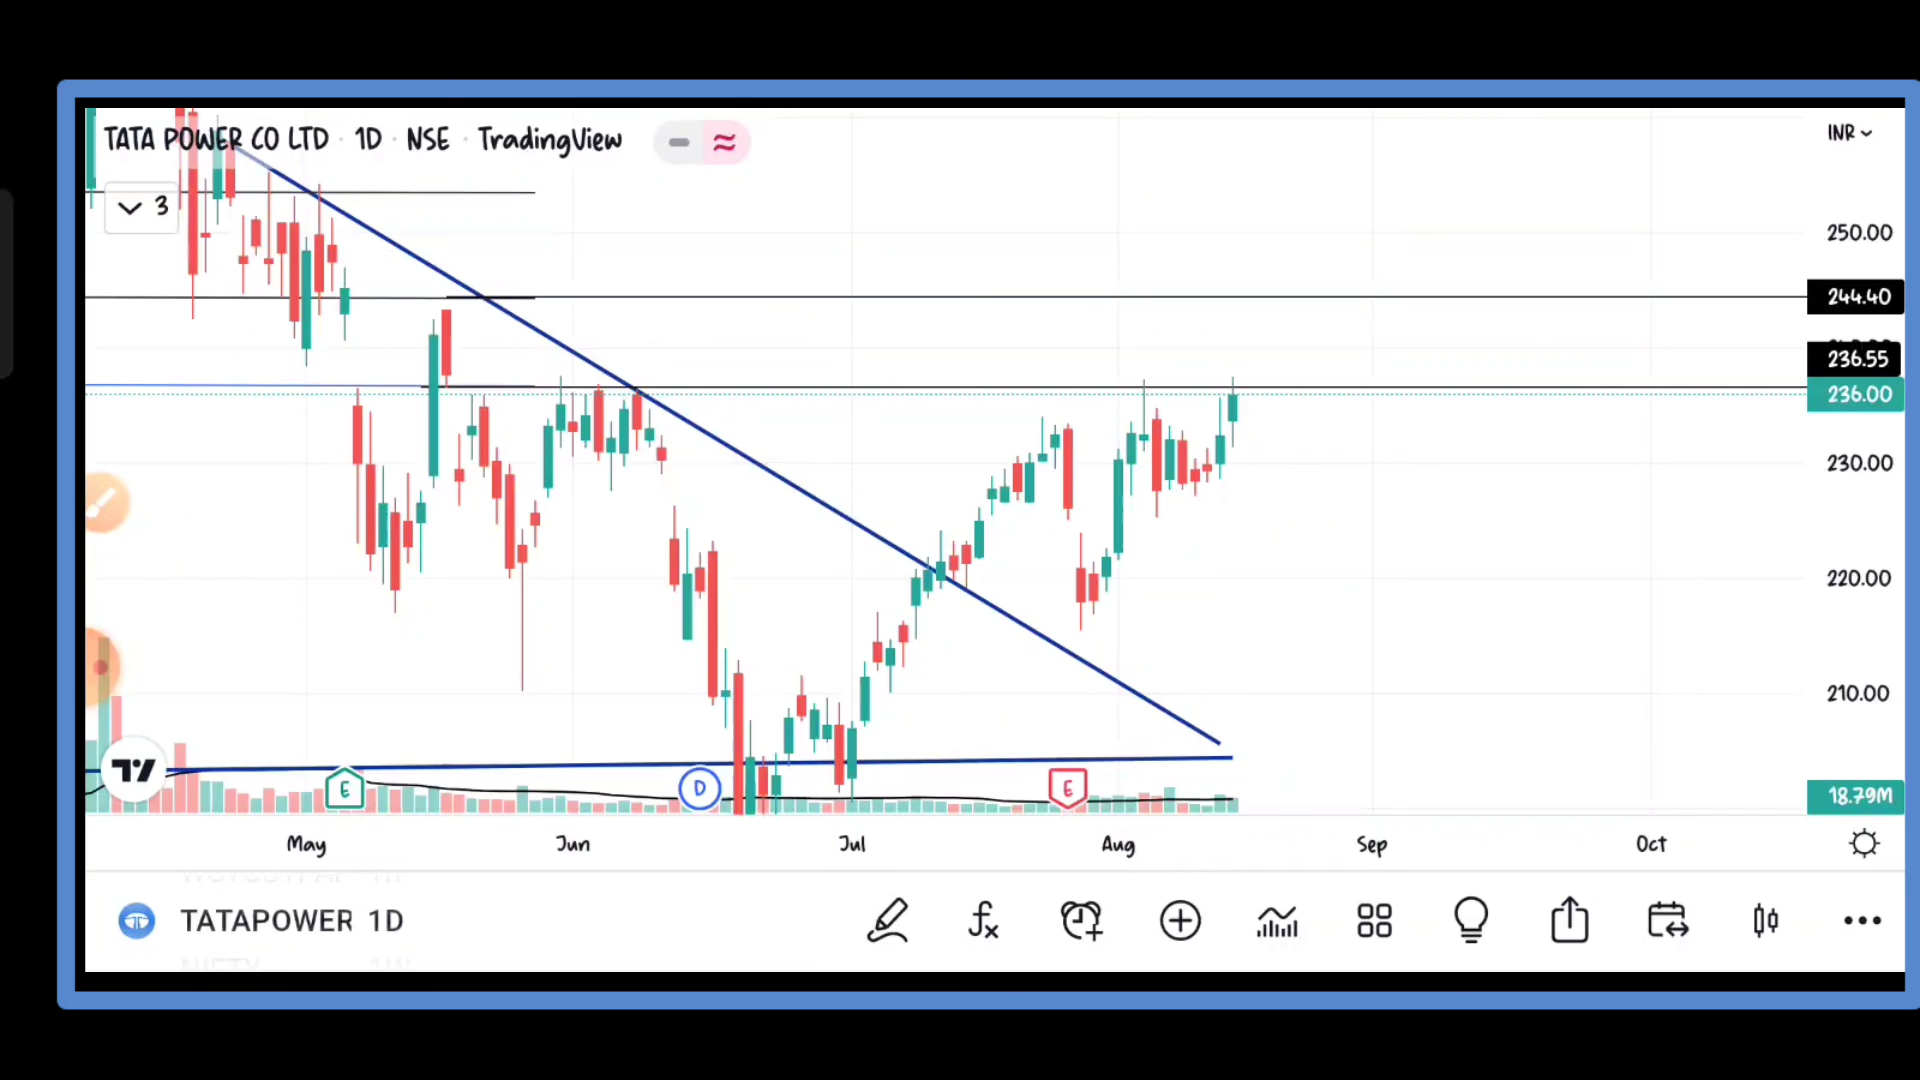 TATA POWER CO LTD · 1D · NSE · TradingView
INR
3
250.00
244.40
236.55
236.00
230.00
220.00
210.00
E
D
E
18.79M
May
Jun
Jul
Aug
Sep
Oct
TATAPOWER 1D